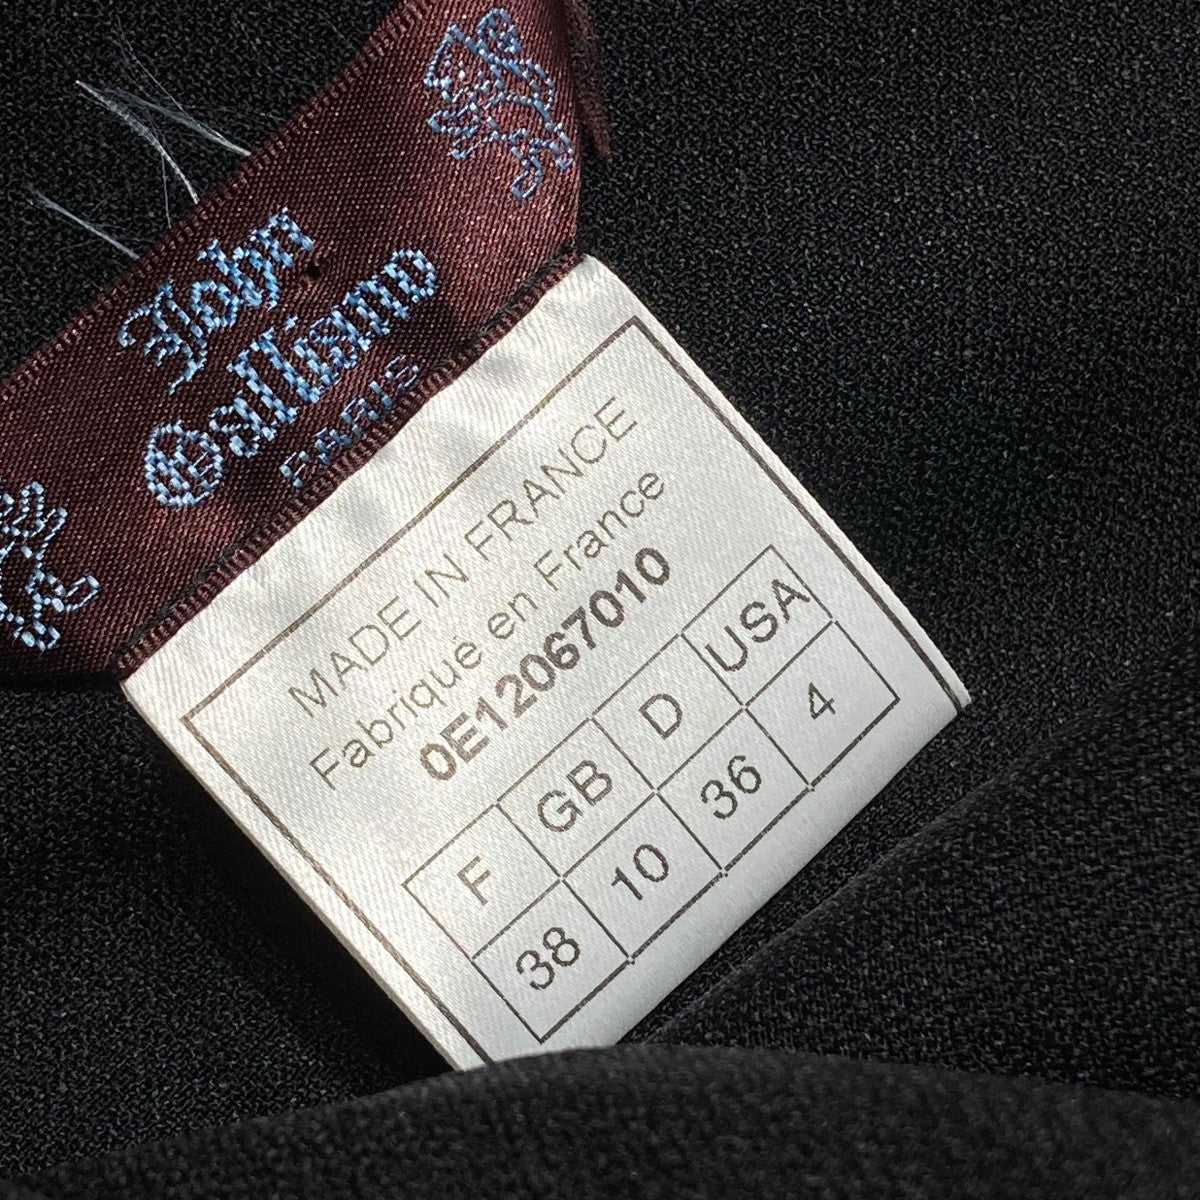 John
Galliano
PARIS
MADE IN FRANCE
Fabriqué en France
0E12067010
F GB D USA
38 10 36 4